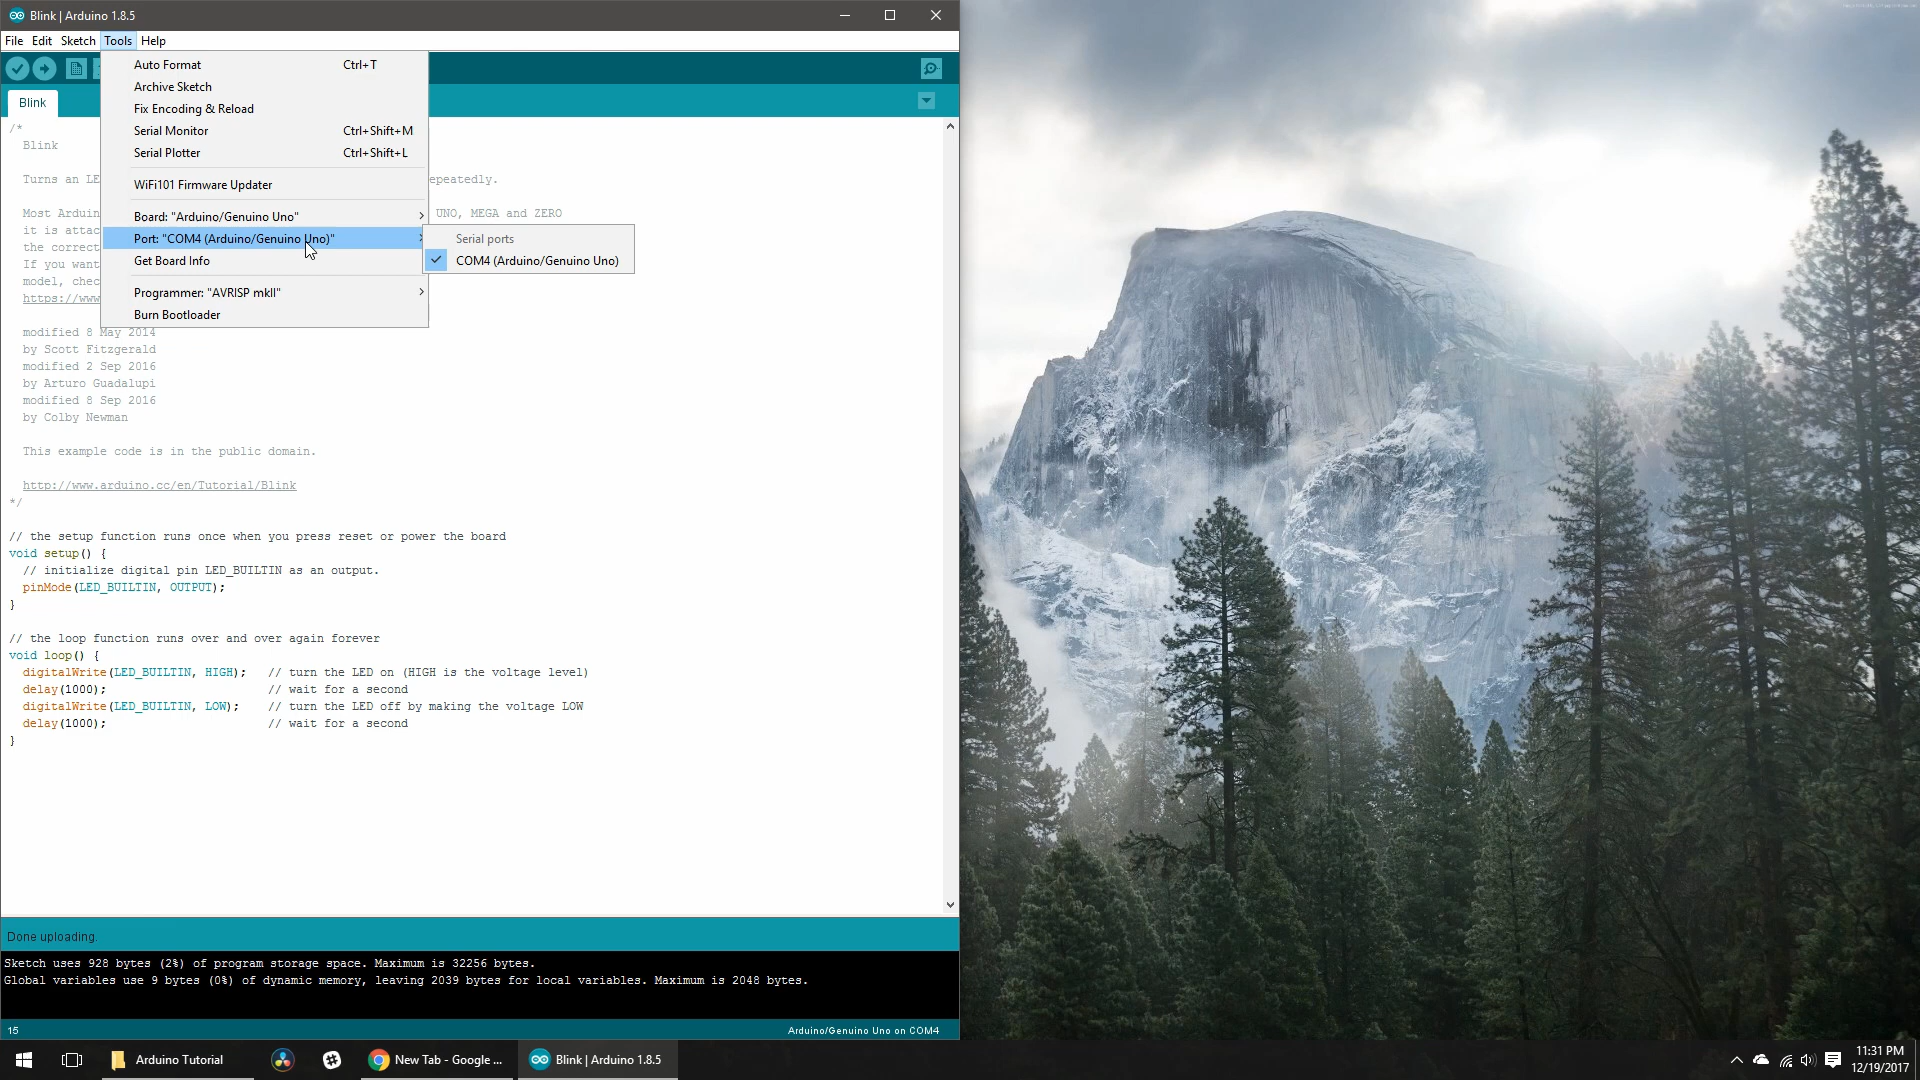 Blink | Arduino 1.8.5
File Edit Sketch Tools Help
Auto Format Ctrl+T
Archive Sketch
Fix Encoding & Reload
Serial Monitor Ctrl+Shift+M
Serial Plotter Ctrl+Shift+L
WiFi101 Firmware Updater
Board: "Arduino/Genuino Uno"
Port: "COM4 (Arduino/Genuino Uno)"
Get Board Info
Programmer: "AVRISP mkII"
Burn Bootloader
Serial ports
COM4 (Arduino/Genuino Uno)
Blink
/*
Blink
Turns an LE epeatedly.
Most Arduin UNO, MEGA and ZERO
it is attac
the correct
If you want
model, chec
https://www
modified 8 May 2014
by Scott Fitzgerald
modified 2 Sep 2016
by Arturo Guadalupi
modified 8 Sep 2016
by Colby Newman
This example code is in the public domain.
http://www.arduino.cc/en/Tutorial/Blink
*/
// the setup function runs once when you press reset or power the board
void setup() {
// initialize digital pin LED_BUILTIN as an output.
pinMode(LED_BUILTIN, OUTPUT);
}
// the loop function runs over and over again forever
void loop() {
digitalWrite(LED_BUILTIN, HIGH); // turn the LED on (HIGH is the voltage level)
delay(1000); // wait for a second
digitalWrite(LED_BUILTIN, LOW); // turn the LED off by making the voltage LOW
delay(1000); // wait for a second
}
Done uploading.
Sketch uses 928 bytes (2%) of program storage space. Maximum is 32256 bytes.
Global variables use 9 bytes (0%) of dynamic memory, leaving 2039 bytes for local variables. Maximum is 2048 bytes.
15 Arduino/Genuino Uno on COM4
Arduino Tutorial New Tab - Google ... Blink | Arduino 1.8.5
11:31 PM
12/19/2017